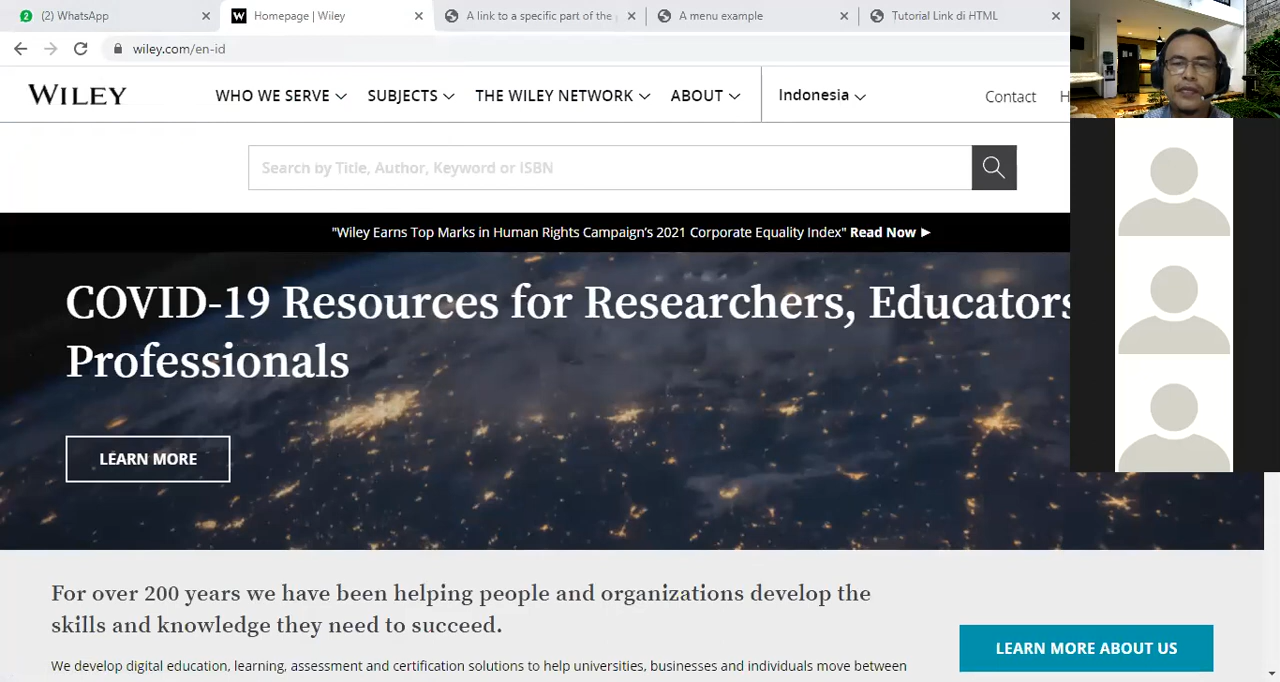 (2) WhatsApp
Homepage | Wiley
A link to a specific part of the
A menu example
Tutorial Link di HTML
wiley.com/en-id
WILEY
WHO WE SERVE
SUBJECTS
THE WILEY NETWORK
ABOUT
Indonesia
Contact
H
Search by Title, Author, Keyword or ISBN
"Wiley Earns Top Marks in Human Rights Campaign's 2021 Corporate Equality Index" Read Now ▶
COVID-19 Resources for Researchers, Educators
Professionals
LEARN MORE
For over 200 years we have been helping people and organizations develop the
skills and knowledge they need to succeed.
LEARN MORE ABOUT US
We develop digital education, learning, assessment and certification solutions to help universities, businesses and individuals move between